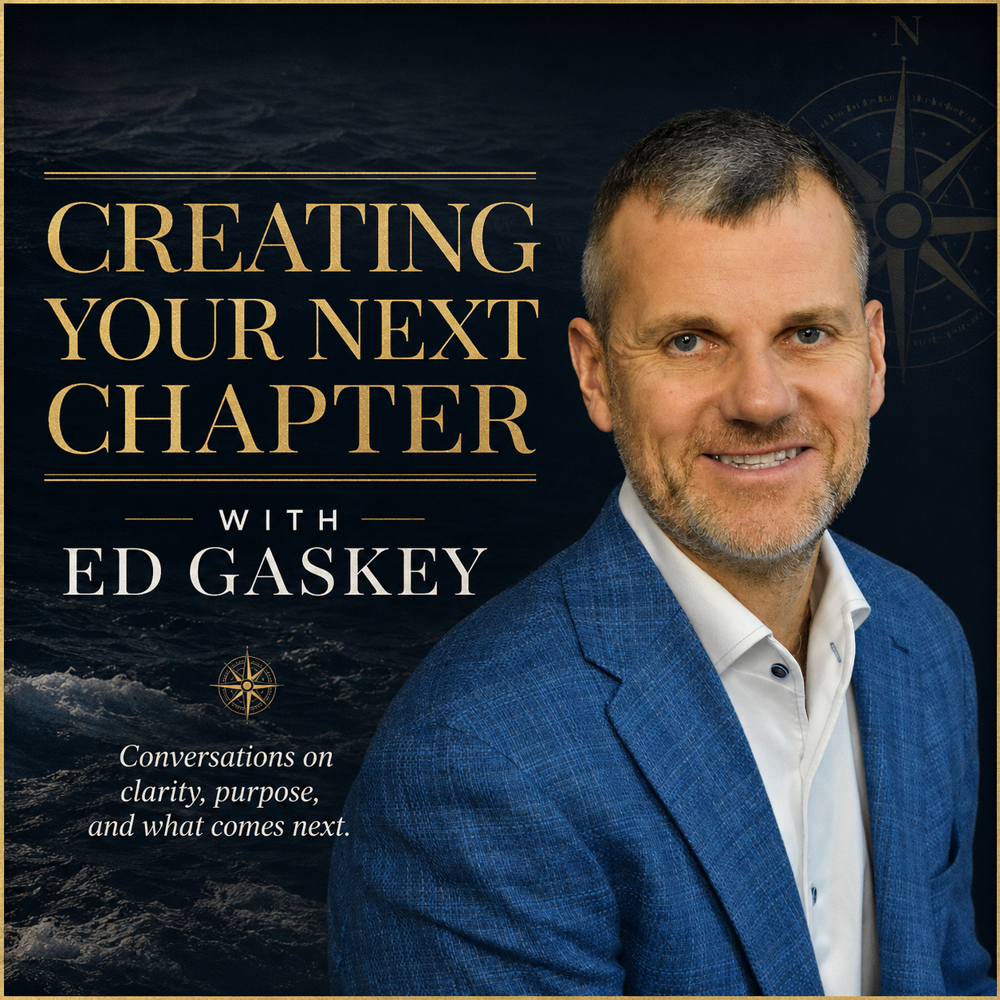 N
CREATING
YOUR NEXT
CHAPTER
WITH
ED GASKEY
Conversations on
clarity, purpose,
and what comes next.